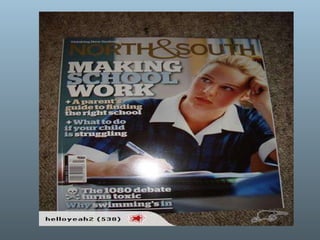 NORTH&SOUTH
MAKING
SCHOOL
WORK
+ A parent's
guide to finding
the right school
+ What to do
if your child
is struggling
The 1080 debate
turns toxic
Why swimming's in
helloyeah2 (538)